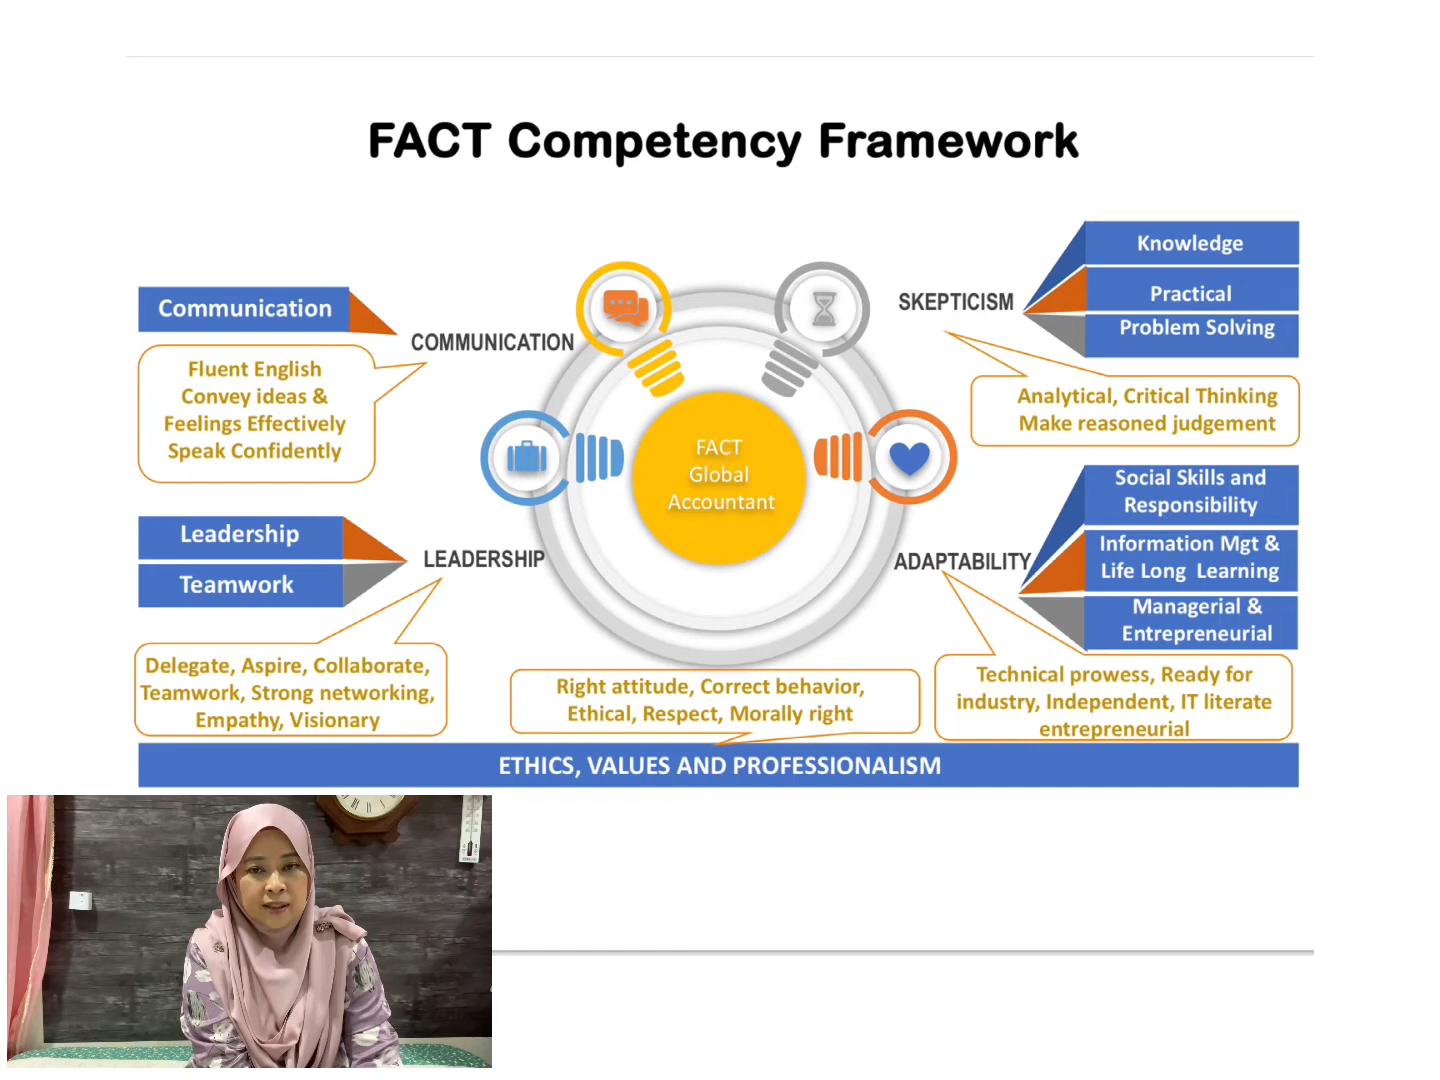 FACT Competency Framework
Communication
COMMUNICATION
Fluent English
Convey ideas &
Feelings Effectively
Speak Confidently
Leadership
Teamwork
LEADERSHIP
Delegate, Aspire, Collaborate,
Teamwork, Strong networking,
Empathy, Visionary
FACT
Global
Accountant
SKEPTICISM
Knowledge
Practical
Problem Solving
Analytical, Critical Thinking
Make reasoned judgement
ADAPTABILITY
Social Skills and
Responsibility
Information Mgt &
Life Long Learning
Managerial &
Entrepreneurial
Technical prowess, Ready for
industry, Independent, IT literate
entrepreneurial
Right attitude, Correct behavior,
Ethical, Respect, Morally right
ETHICS, VALUES AND PROFESSIONALISM